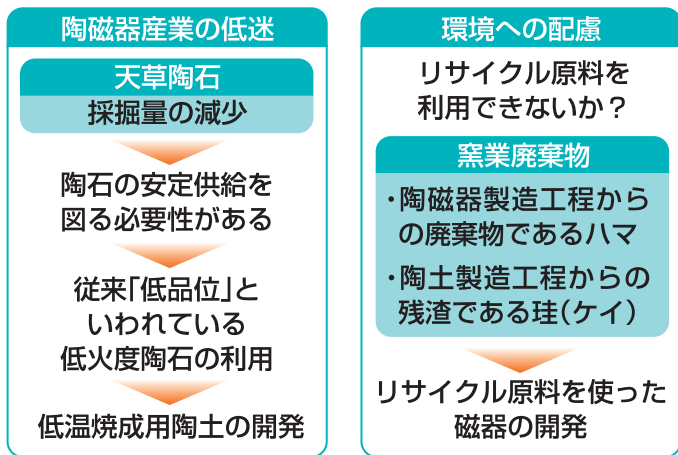 陶磁器産業の低迷
天草陶石
採掘量の減少
陶石の安定供給を
図る必要性がある
従来「低品位」と
いわれている
低火度陶石の利用
低温焼成用陶土の開発
環境への配慮
リサイクル原料を
利用できないか？
窯業廃棄物
・陶磁器製造工程から
の廃棄物であるハマ
・陶土製造工程からの
残渣である珪（ケイ）
リサイクル原料を使った
磁器の開発